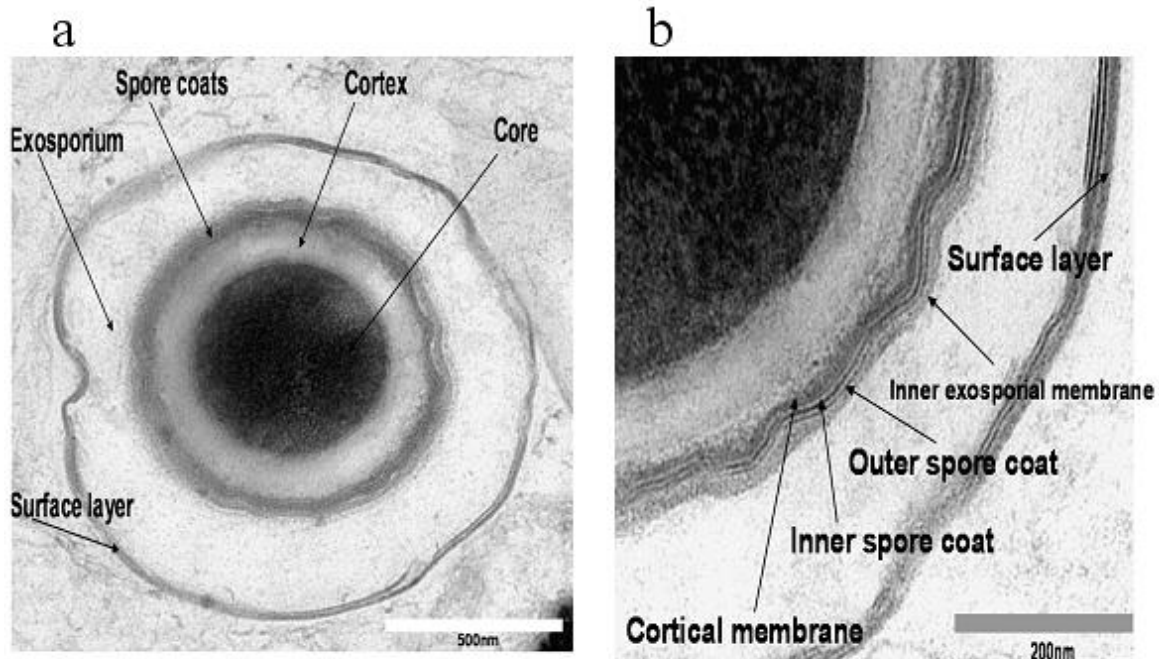 a
Spore coats
Cortex
Exosporium
Core
Surface layer
500nm
b
Surface layer
Inner exosporial membrane
Outer spore coat
Inner spore coat
Cortical membrane
200nm